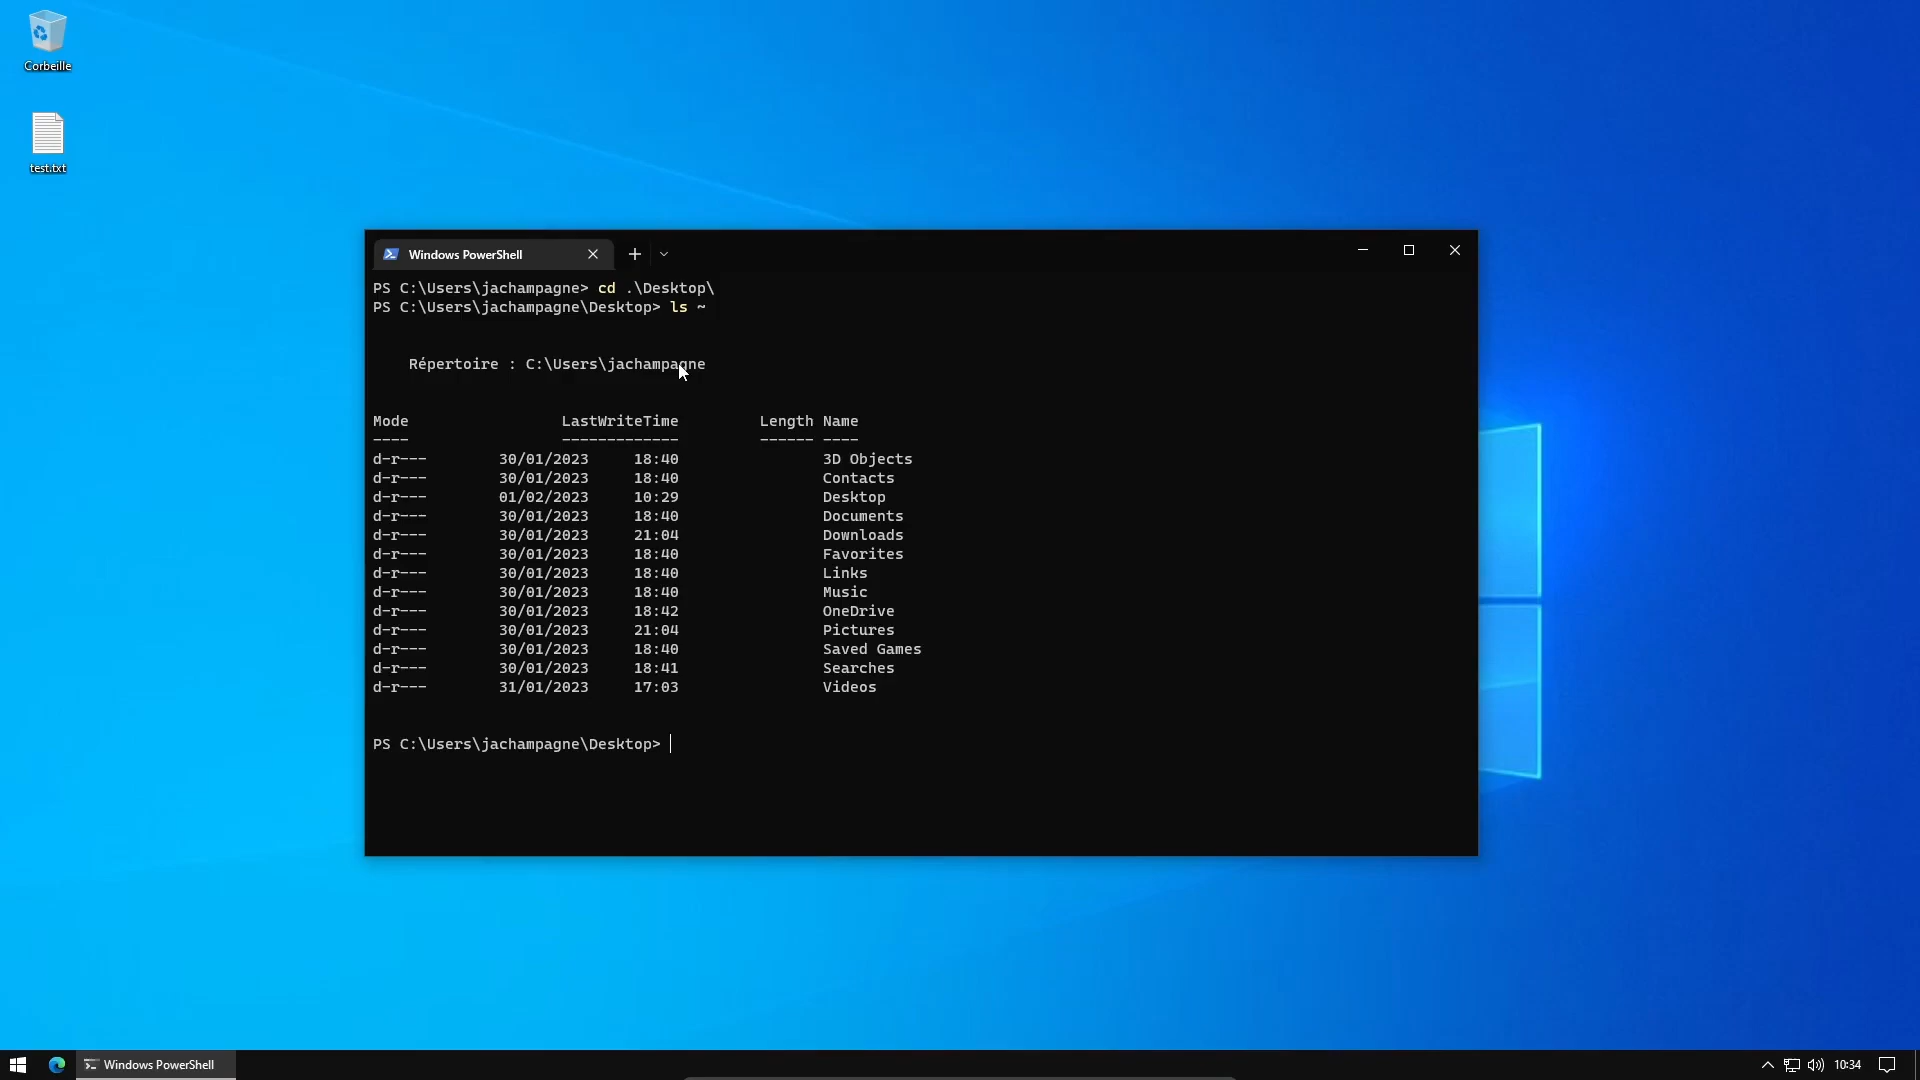 Corbeille
test.txt
Windows PowerShell
PS C:\Users\jachampagne> cd .\Desktop\
PS C:\Users\jachampagne\Desktop> ls ~
Répertoire : C:\Users\jachampagne
Mode LastWriteTime Length Name
---- ------------- ------ ----
d-r--- 30/01/2023 18:40 3D Objects
d-r--- 30/01/2023 18:40 Contacts
d-r--- 01/02/2023 10:29 Desktop
d-r--- 30/01/2023 18:40 Documents
d-r--- 30/01/2023 21:04 Downloads
d-r--- 30/01/2023 18:40 Favorites
d-r--- 30/01/2023 18:40 Links
d-r--- 30/01/2023 18:40 Music
d-r--- 30/01/2023 18:42 OneDrive
d-r--- 30/01/2023 21:04 Pictures
d-r--- 30/01/2023 18:40 Saved Games
d-r--- 30/01/2023 18:41 Searches
d-r--- 31/01/2023 17:03 Videos
PS C:\Users\jachampagne\Desktop>
Windows PowerShell
10:34